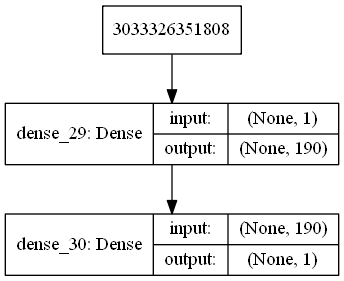 3033326351808
dense_29: Dense
input: (None, 1)
output: (None, 190)
dense_30: Dense
input: (None, 190)
output: (None, 1)